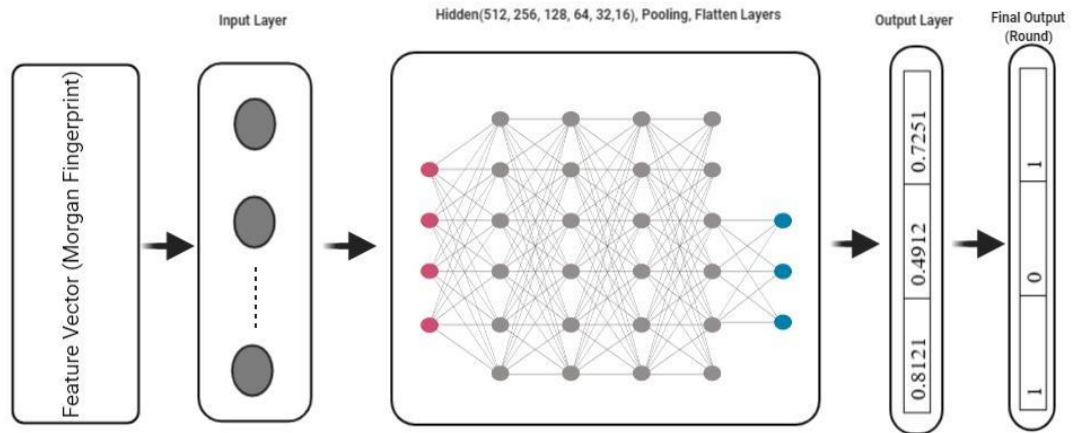 Input Layer
Hidden(512, 256, 128, 64, 32,16), Pooling, Flatten Layers
Output Layer
Final Output
(Round)
Feature Vector (Morgan Fingerprint)
0.8121
0.4912
0.7251
1
0
1